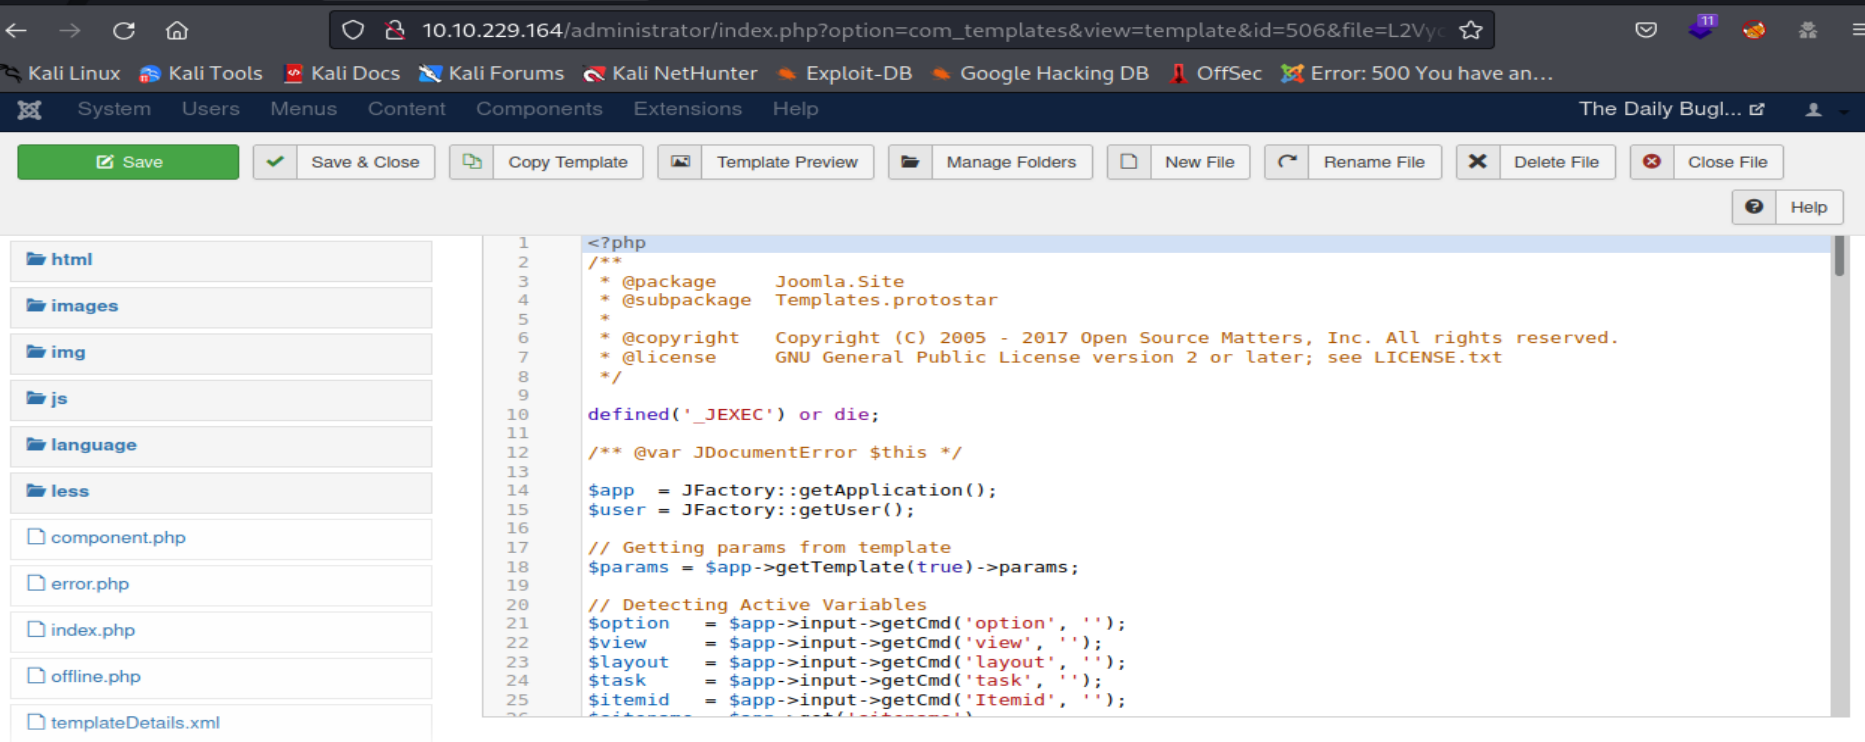 10.10.229.164/administrator/index.php?option=com_templates&view=template&id=506&file=L2Vyc
11
Kali Linux Kali Tools Kali Docs Kali Forums Kali NetHunter Exploit-DB Google Hacking DB OffSec Error: 500 You have an…
System Users Menus Content Components Extensions Help The Daily Bugl...
Save Save & Close Copy Template Template Preview Manage Folders New File Rename File Delete File Close File
Help
html
images
img
js
language
less
component.php
error.php
index.php
offline.php
templateDetails.xml
1 <?php
2 /**
3 * @package Joomla.Site
4 * @subpackage Templates.protostar
5 *
6 * @copyright Copyright (C) 2005 - 2017 Open Source Matters, Inc. All rights reserved.
7 * @license GNU General Public License version 2 or later; see LICENSE.txt
8 */
9
10 defined('_JEXEC') or die;
11
12 /** @var JDocumentError $this */
13
14 $app = JFactory::getApplication();
15 $user = JFactory::getUser();
16
17 // Getting params from template
18 $params = $app->getTemplate(true)->params;
19
20 // Detecting Active Variables
21 $option = $app->input->getCmd('option', '');
22 $view = $app->input->getCmd('view', '');
23 $layout = $app->input->getCmd('layout', '');
24 $task = $app->input->getCmd('task', '');
25 $itemid = $app->input->getCmd('Itemid', '');